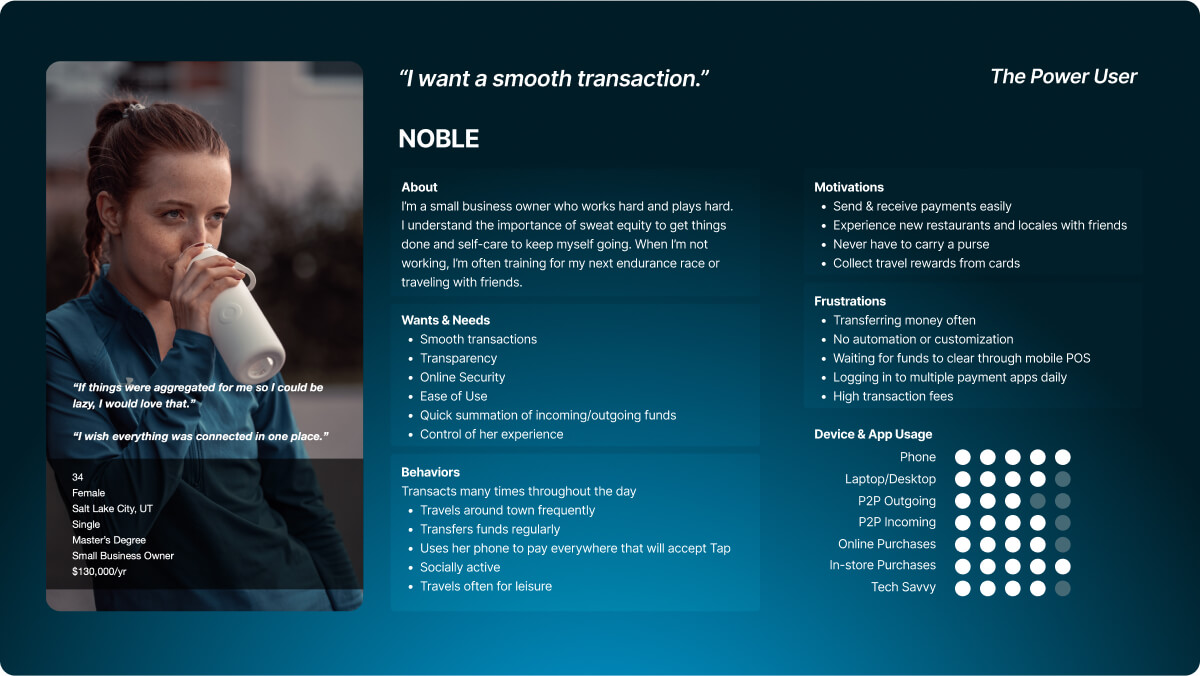 “I want a smooth transaction.”
The Power User
NOBLE
“If things were aggregated for me so I could be
lazy, I would love that.”
“I wish everything was connected in one place.”
34
Female
Salt Lake City, UT
Single
Master’s Degree
Small Business Owner
$130,000/yr
About
I’m a small business owner who works hard and plays hard.
I understand the importance of sweat equity to get things
done and self-care to keep myself going. When I’m not
working, I’m often training for my next endurance race or
traveling with friends.
Wants & Needs
• Smooth transactions
• Transparency
• Online Security
• Ease of Use
• Quick summation of incoming/outgoing funds
• Control of her experience
Behaviors
Transacts many times throughout the day
• Travels around town frequently
• Transfers funds regularly
• Uses her phone to pay everywhere that will accept Tap
• Socially active
• Travels often for leisure
Motivations
• Send & receive payments easily
• Experience new restaurants and locales with friends
• Never have to carry a purse
• Collect travel rewards from cards
Frustrations
• Transferring money often
• No automation or customization
• Waiting for funds to clear through mobile POS
• Logging in to multiple payment apps daily
• High transaction fees
Device & App Usage
Phone
Laptop/Desktop
P2P Outgoing
P2P Incoming
Online Purchases
In-store Purchases
Tech Savvy